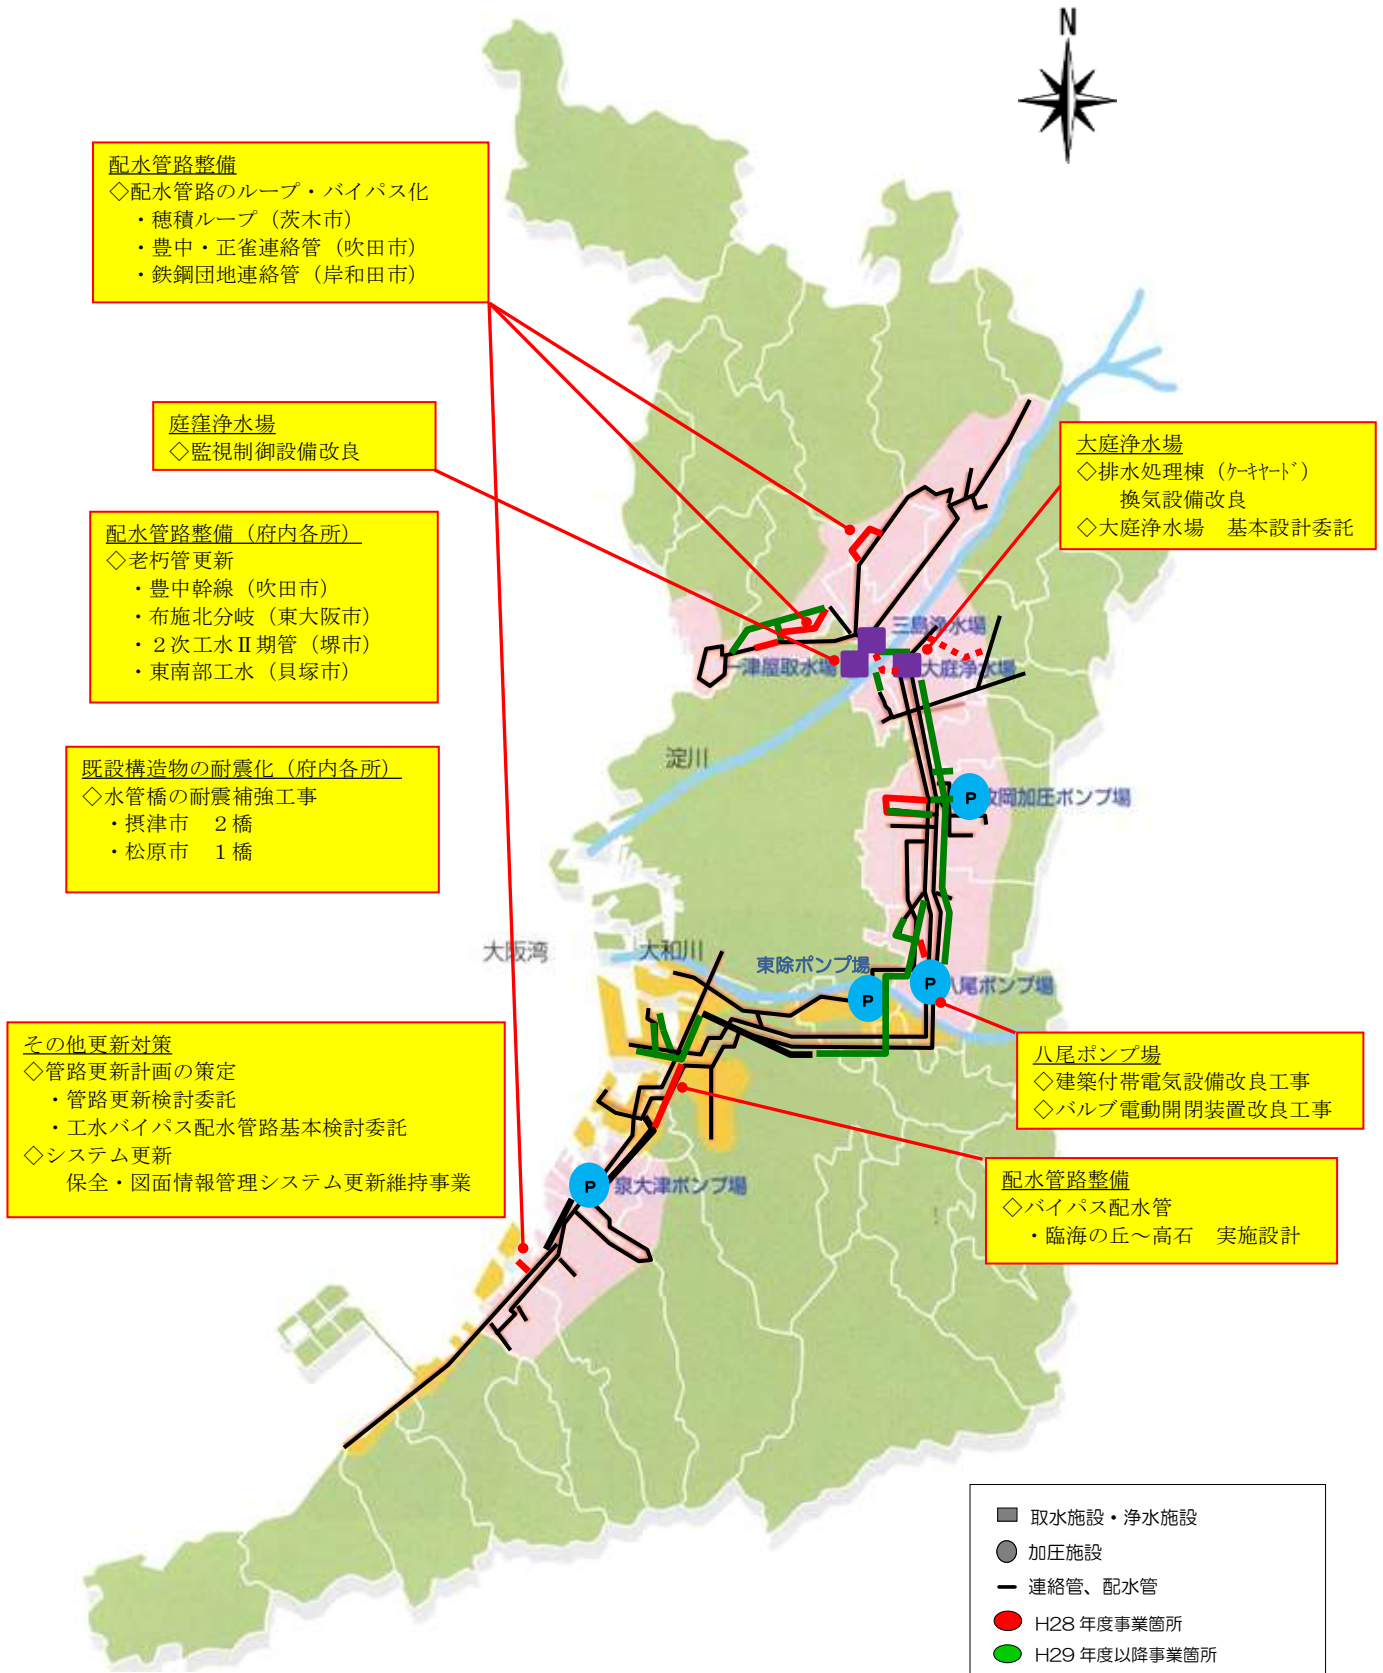 N
配水管路整備
◇配水管路のループ・バイパス化
・穂積ループ（茨木市）
・豊中・正雀連絡管（吹田市）
・鉄鋼団地連絡管（岸和田市）
庭窪浄水場
◇監視制御設備改良
大庭浄水場
◇排水処理棟（ｹｰｷﾔｰﾄﾞ）
換気設備改良
◇大庭浄水場　基本設計委託
配水管路整備（府内各所）
◇老朽管更新
・豊中幹線（吹田市）
・布施北分岐（東大阪市）
・２次工水Ⅱ期管（堺市）
・東南部工水（貝塚市）
三島浄水場
一津屋取水場
大庭浄水場
淀川
既設構造物の耐震化（府内各所）
◇水管橋の耐震補強工事
・摂津市　２橋
・松原市　１橋
P
枚岡加圧ポンプ場
大阪湾
大和川
東除ポンプ場
P
P
八尾ポンプ場
その他更新対策
◇管路更新計画の策定
・管路更新検討委託
・工水バイパス配水管路基本検討委託
◇システム更新
保全・図面情報管理システム更新維持事業
八尾ポンプ場
◇建築付帯電気設備改良工事
◇バルブ電動開閉装置改良工事
P
泉大津ポンプ場
配水管路整備
◇バイパス配水管
・臨海の丘～高石　実施設計
取水施設・浄水施設
加圧施設
連絡管、配水管
H28 年度事業箇所
H29 年度以降事業箇所